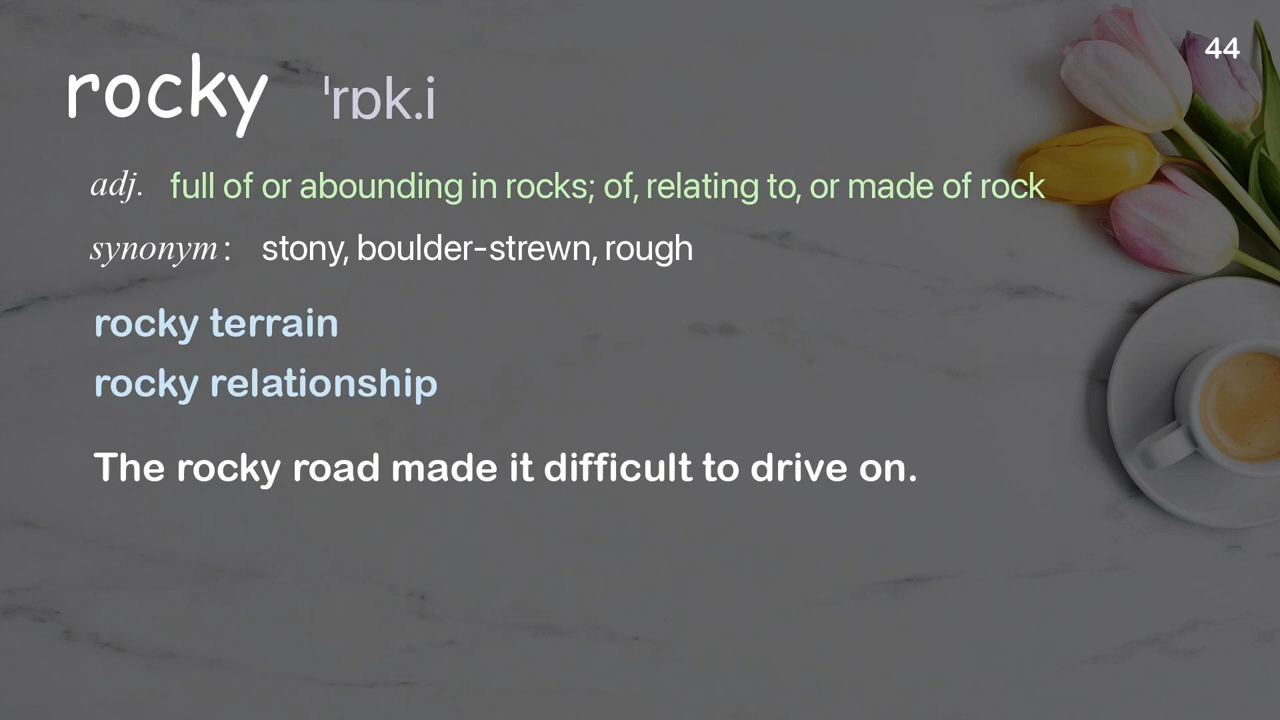 44
rocky ˈrɒk.i
adj. full of or abounding in rocks; of, relating to, or made of rock
synonym: stony, boulder-strewn, rough
rocky terrain
rocky relationship
The rocky road made it difficult to drive on.